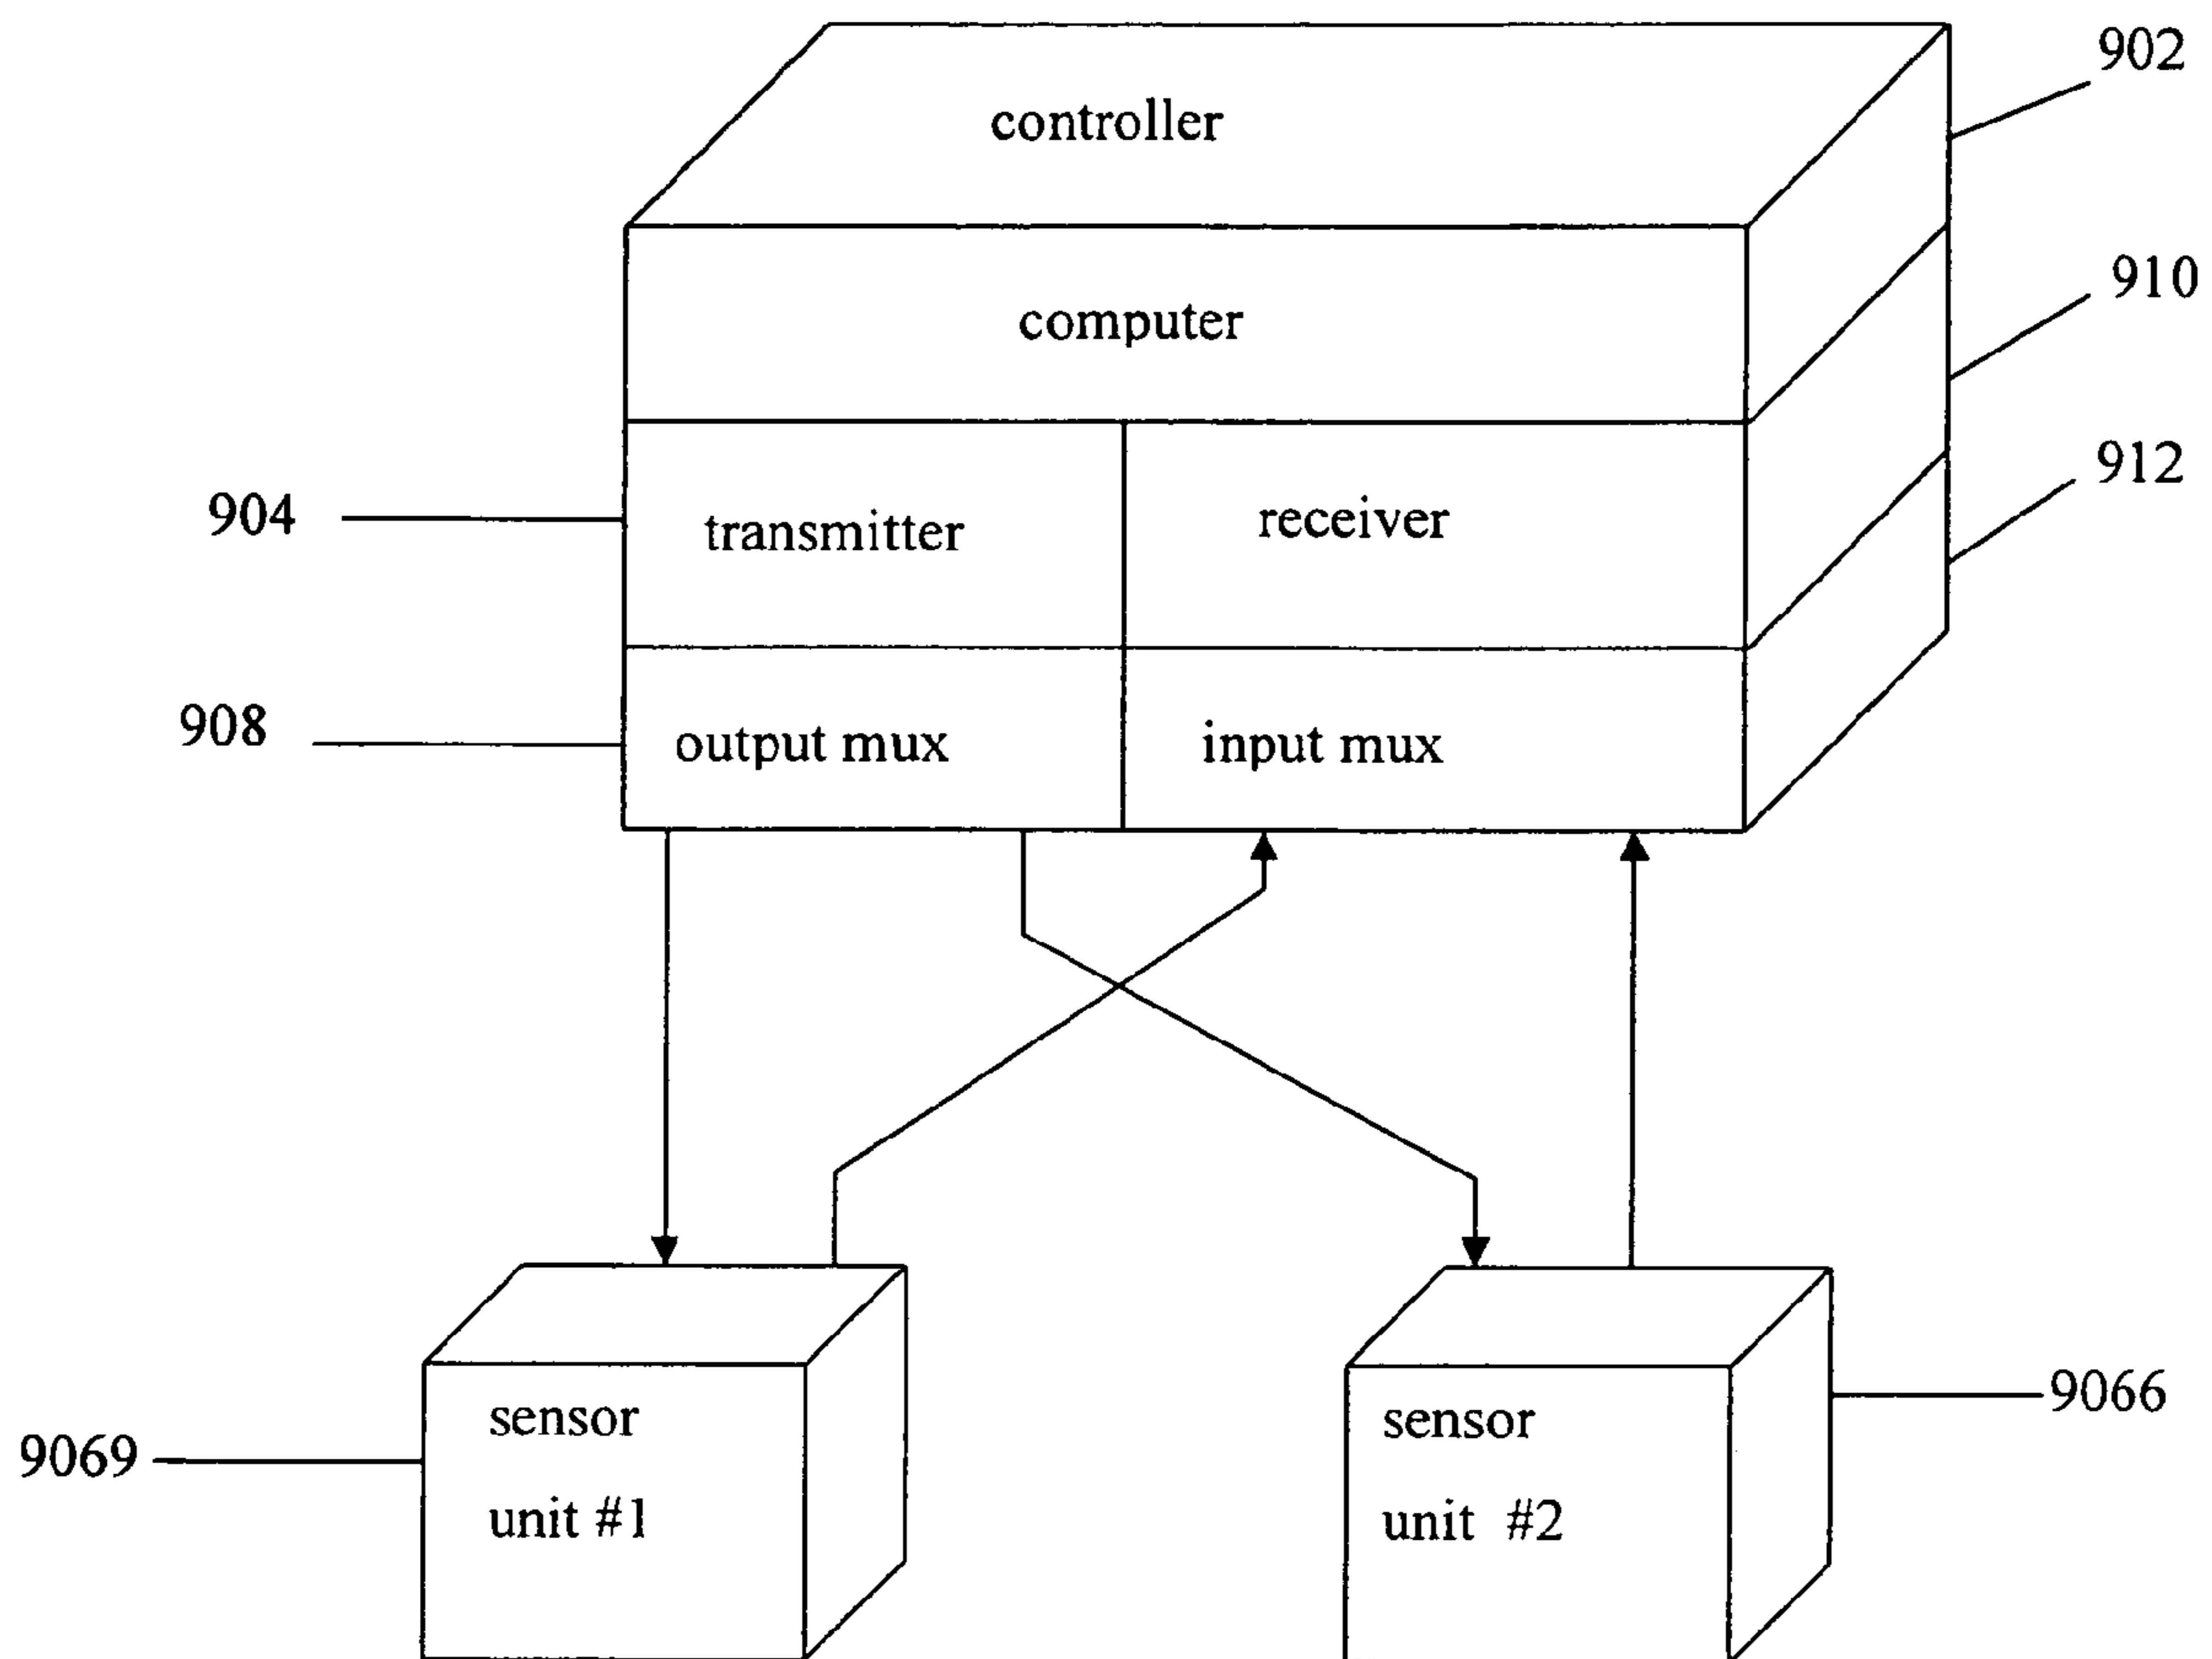 902
controller
910
computer
912
904
transmitter
receiver
908
output mux
input mux
9066
sensor
unit #1
9069
sensor
unit #2